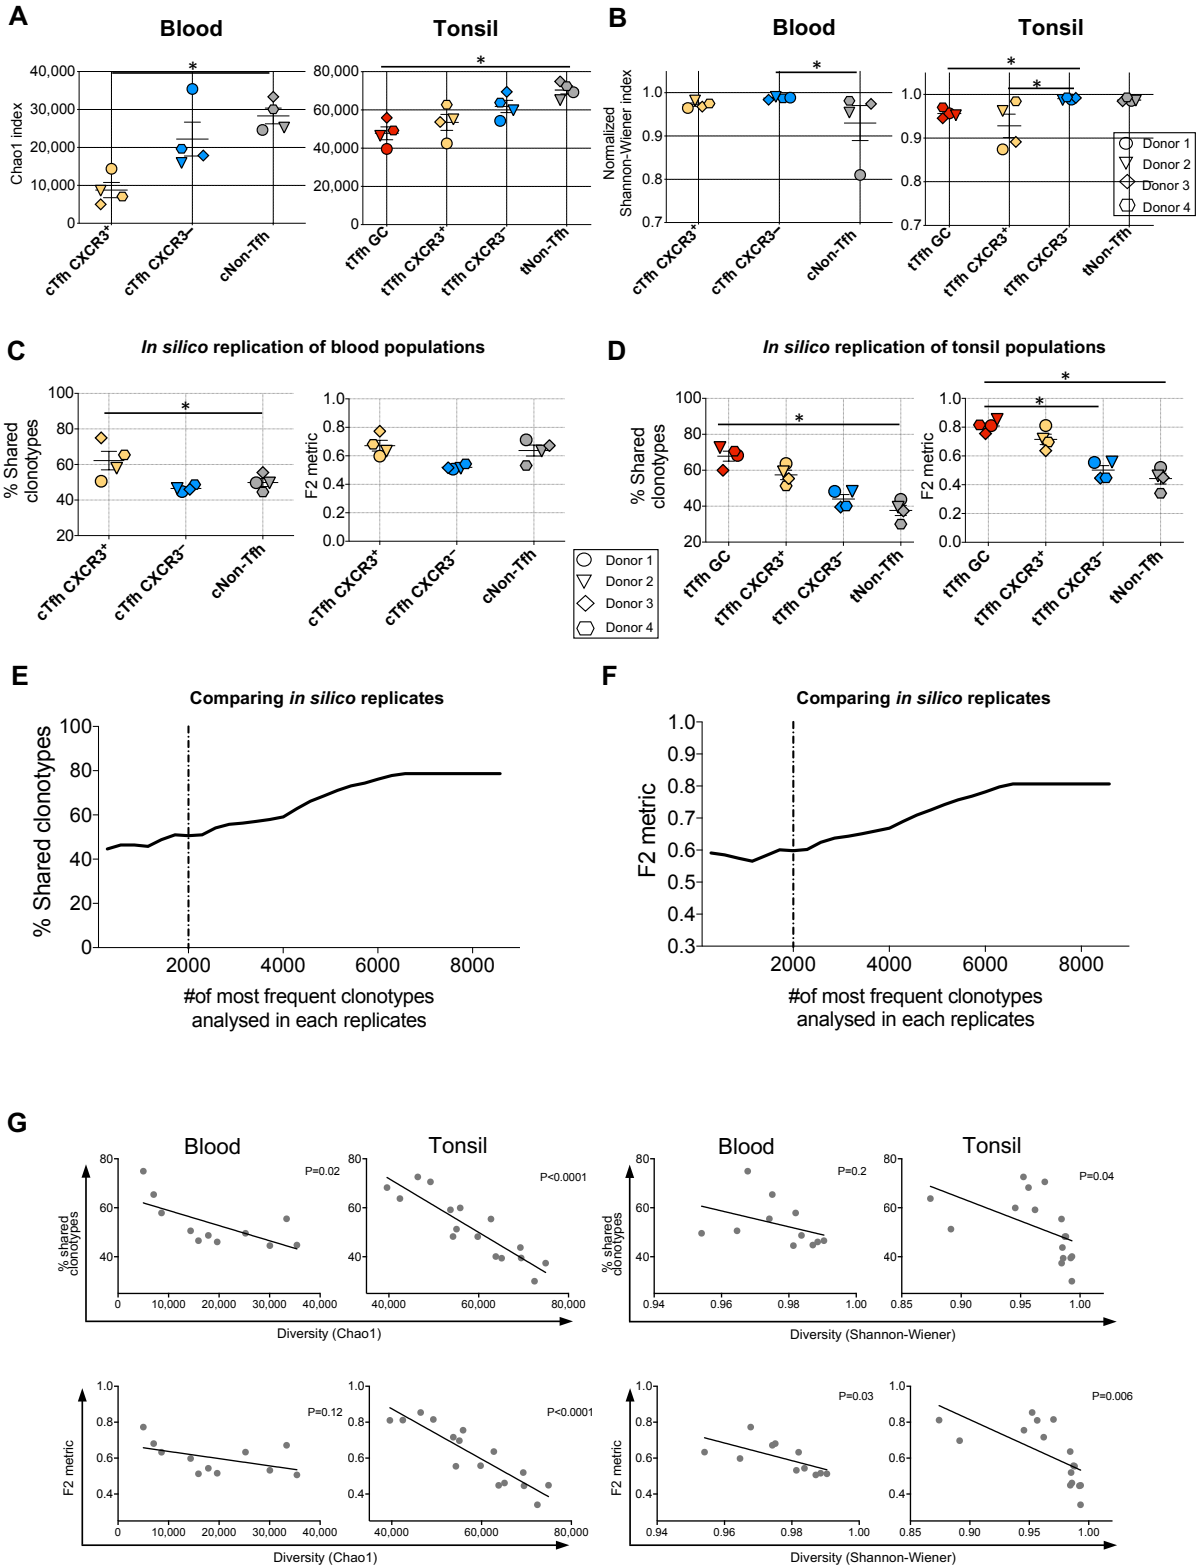 A
Blood
Tonsil
*
*
40,000
30,000
20,000
10,000
0
Chao1 index
80,000
60,000
40,000
20,000
0
cTfh CXCR3+
cTfh CXCR3–
cNon-Tfh
tTfh GC
tTfh CXCR3+
tTfh CXCR3–
tNon-Tfh
B
Blood
Tonsil
*
*
*
1.0
0.9
0.8
0.7
Normalized
Shannon-Wiener index
1.0
0.9
0.8
0.7
Donor 1
Donor 2
Donor 3
Donor 4
cTfh CXCR3+
cTfh CXCR3–
cNon-Tfh
tTfh GC
tTfh CXCR3+
tTfh CXCR3–
tNon-Tfh
C
In silico replication of blood populations
*
100
80
60
40
20
% Shared
clonotypes
1.0
0.8
0.6
0.4
0.2
0.0
F2 metric
cTfh CXCR3+
cTfh CXCR3–
cNon-Tfh
cTfh CXCR3+
cTfh CXCR3–
cNon-Tfh
Donor 1
Donor 2
Donor 3
Donor 4
D
In silico replication of tonsil populations
*
*
*
100
80
60
40
20
% Shared
clonotypes
1.0
0.8
0.6
0.4
0.2
0.0
F2 metric
tTfh GC
tTfh CXCR3+
tTfh CXCR3–
tNon-Tfh
tTfh GC
tTfh CXCR3+
tTfh CXCR3–
tNon-Tfh
E
Comparing in silico replicates
100
80
60
40
20
0
% Shared clonotypes
2000 4000 6000 8000
#of most frequent clonotypes
analysed in each replicates
F
Comparing in silico replicates
1.0
0.9
0.8
0.7
0.6
0.5
0.4
0.3
F2 metric
2000 4000 6000 8000
#of most frequent clonotypes
analysed in each replicates
G
Blood
Tonsil
Blood
Tonsil
80
60
40
% shared
clonotypes
P=0.02
0 10,000 20,000 30,000 40,000
80
60
40
P<0.0001
40,000 60,000 80,000
Diversity (Chao1)
80
60
40
% shared
clonotypes
P=0.2
0.94 0.96 0.98 1.00
80
60
40
P=0.04
0.85 0.90 0.95 1.00
Diversity (Shannon-Wiener)
1.0
0.8
0.6
0.4
F2 metric
P=0.12
0 10,000 20,000 30,000 40,000
1.0
0.8
0.6
0.4
P<0.0001
40,000 60,000 80,000
Diversity (Chao1)
1.0
0.8
0.6
0.4
F2 metric
P=0.03
0.94 0.96 0.98 1.00
1.0
0.8
0.6
0.4
P=0.006
0.85 0.90 0.95 1.00
Diversity (Shannon-Wiener)